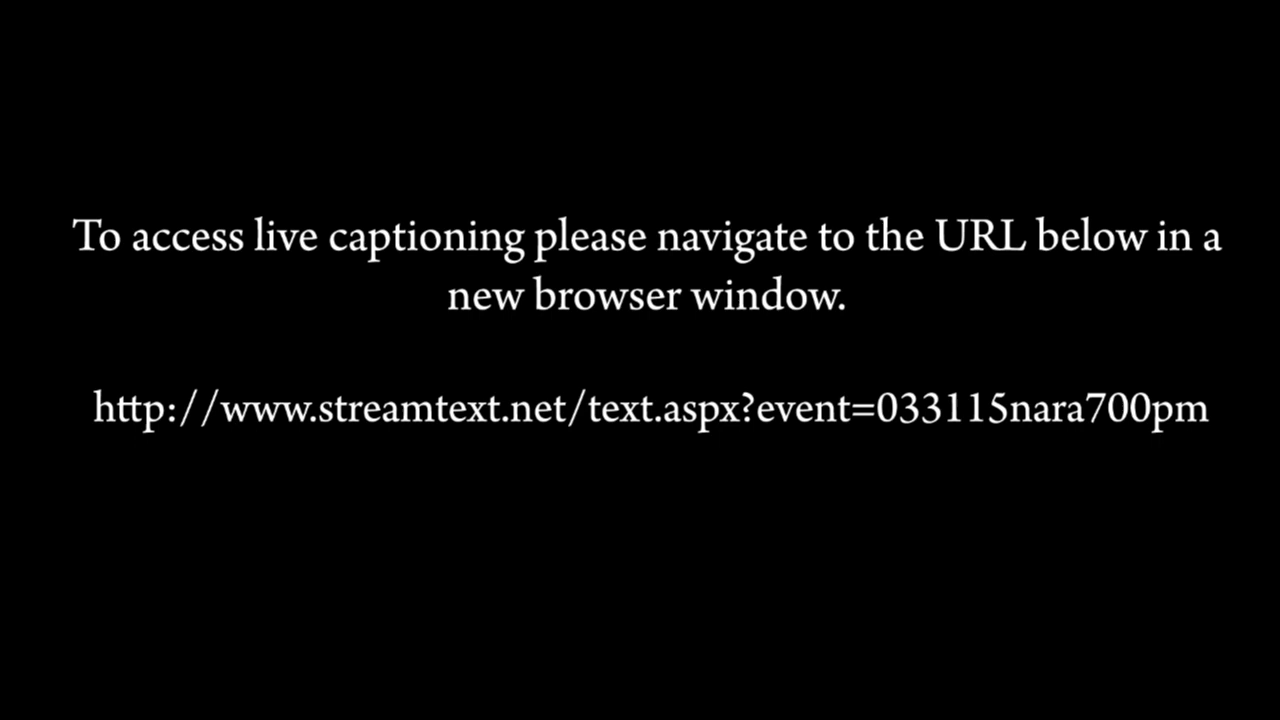 To access live captioning please navigate to the URL below in a
new browser window.
http://www.streamtext.net/text.aspx?event=033115nara700pm